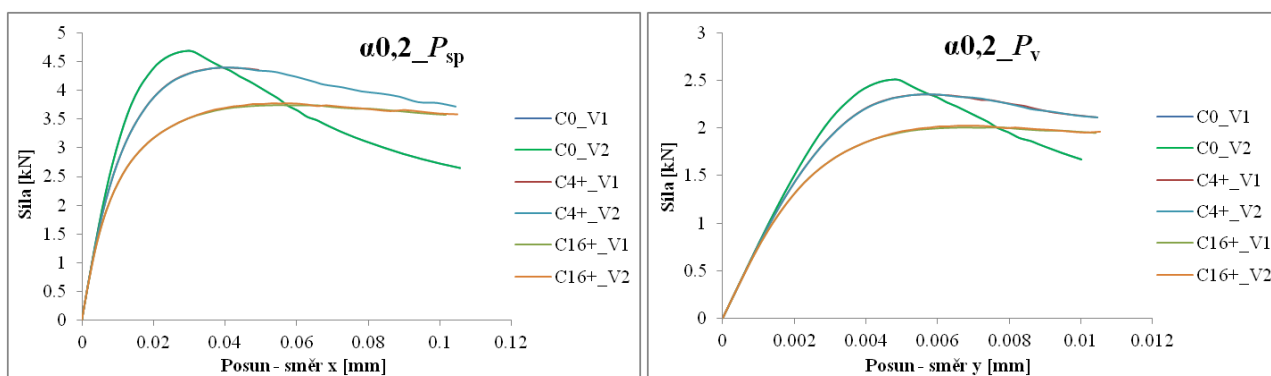 α0,2_Psp
5
4.5
4
3.5
3
2.5
2
1.5
1
0.5
0
Síla [kN]
0
0.02
0.04
0.06
0.08
0.1
0.12
Posun - směr x [mm]
C0_V1
C0_V2
C4+_V1
C4+_V2
C16+_V1
C16+_V2
α0,2_Pv
3
2.5
2
1.5
1
0.5
0
Síla [kN]
0
0.002
0.004
0.006
0.008
0.01
0.012
Posun - směr y [mm]
C0_V1
C0_V2
C4+_V1
C4+_V2
C16+_V1
C16+_V2